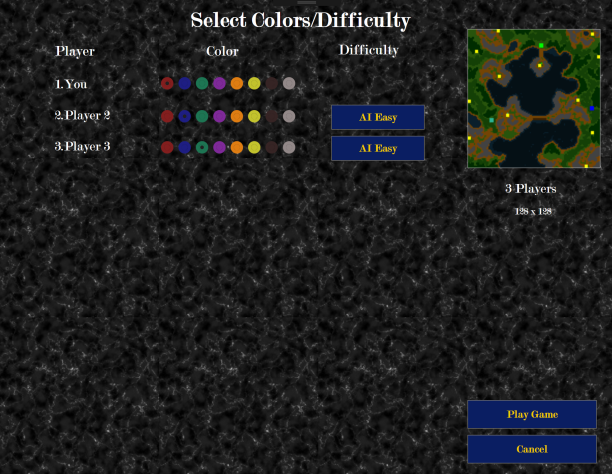 Select Colors/Difficulty
Player Color Difficulty
1.You
2.Player 2 AI Easy
3.Player 3 AI Easy
3 Players
128 x 128
Play Game
Cancel